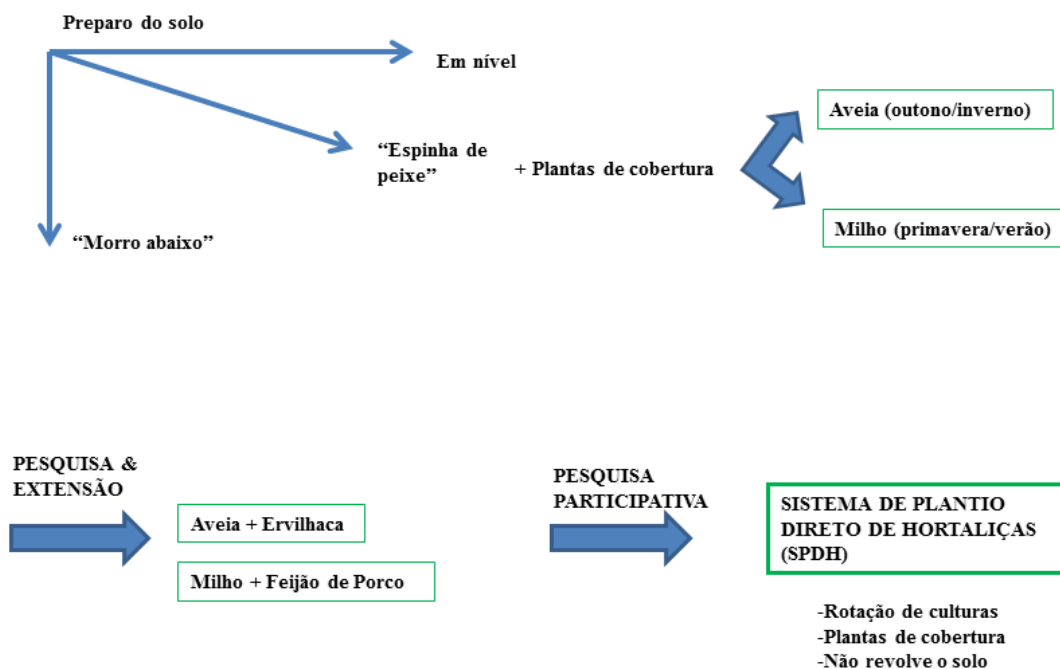 Preparo do solo
Em nível
“Espinha de
peixe”
+ Plantas de cobertura
“Morro abaixo”
Aveia (outono/inverno)
Milho (primavera/verão)
PESQUISA &
EXTENSÃO
Aveia + Ervilhaca
Milho + Feijão de Porco
PESQUISA
PARTICIPATIVA
SISTEMA DE PLANTIO
DIRETO DE HORTALIÇAS
(SPDH)
-Rotação de culturas
-Plantas de cobertura
-Não revolve o solo